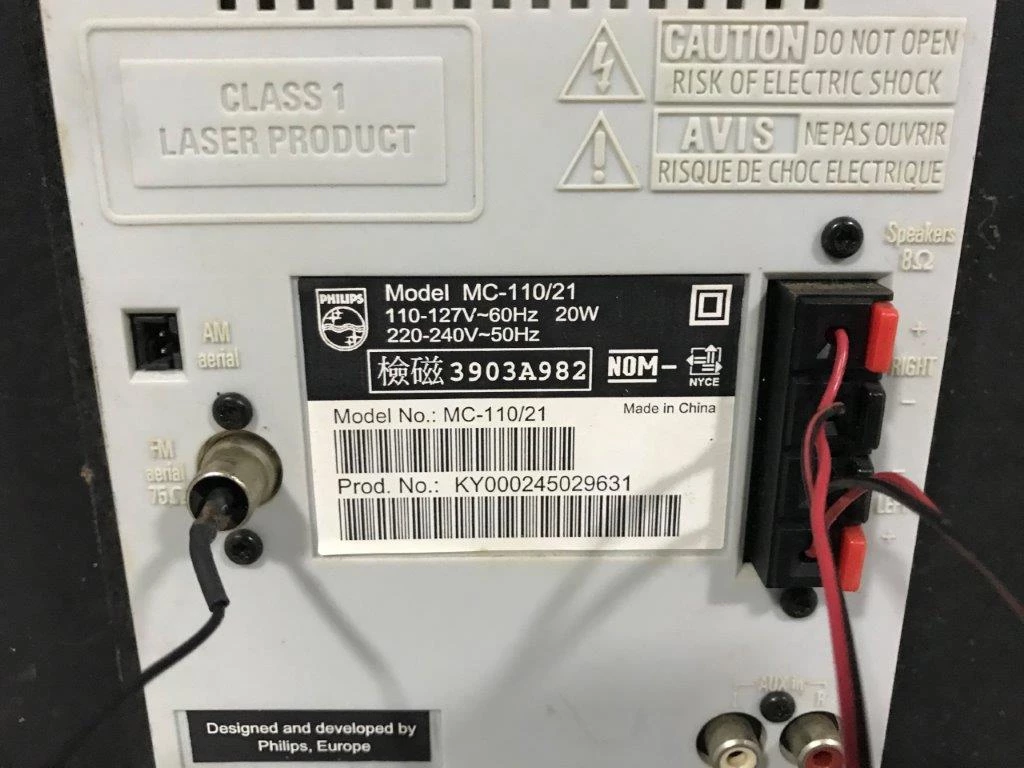 CLASS 1
LASER PRODUCT
CAUTION DO NOT OPEN
RISK OF ELECTRIC SHOCK
AVIS NE PAS OUVRIR
RISQUE DE CHOC ELECTRIQUE
Speakers
8Ω
AM
aerial
FM
aerial
75Ω
PHILIPS
Model MC-110/21
110-127V~60Hz 20W
220-240V~50Hz
檢磁 3903A982
NOM-
NYCE
Model No.: MC-110/21
Made in China
Prod. No.: KY000245029631
+
RIGHT
-
-
LEFT
+
AUX in
R
Designed and developed by
Philips, Europe